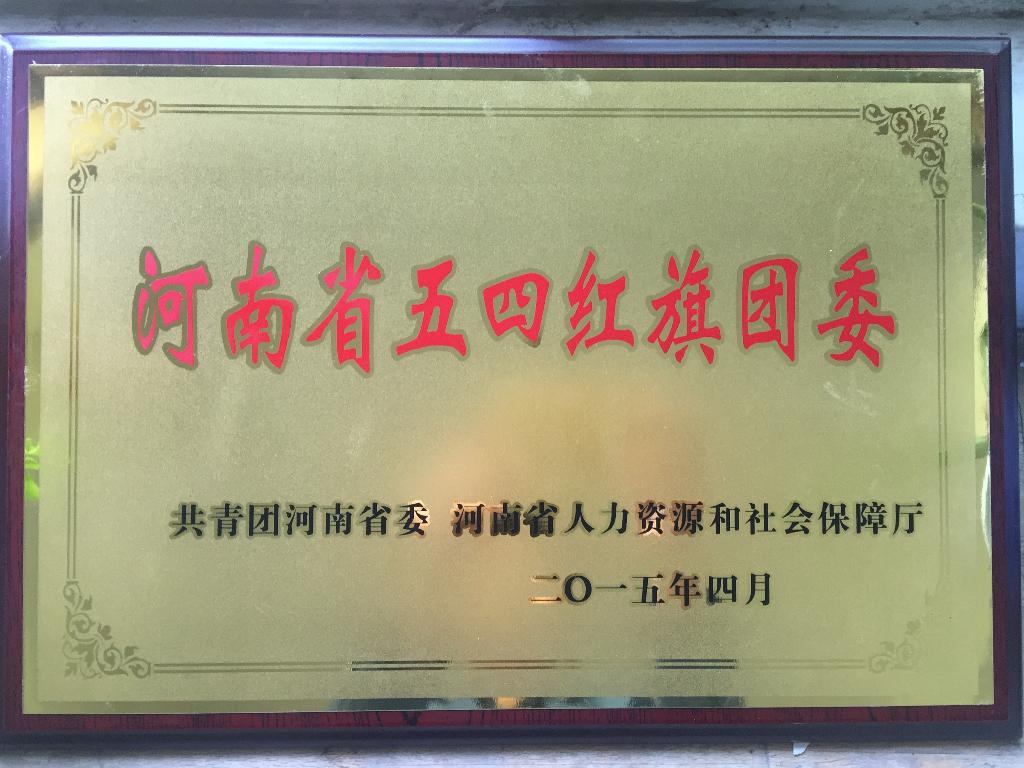 河南省五四红旗团委
共青团河南省委 河南省人力资源和社会保障厅
二〇一五年四月